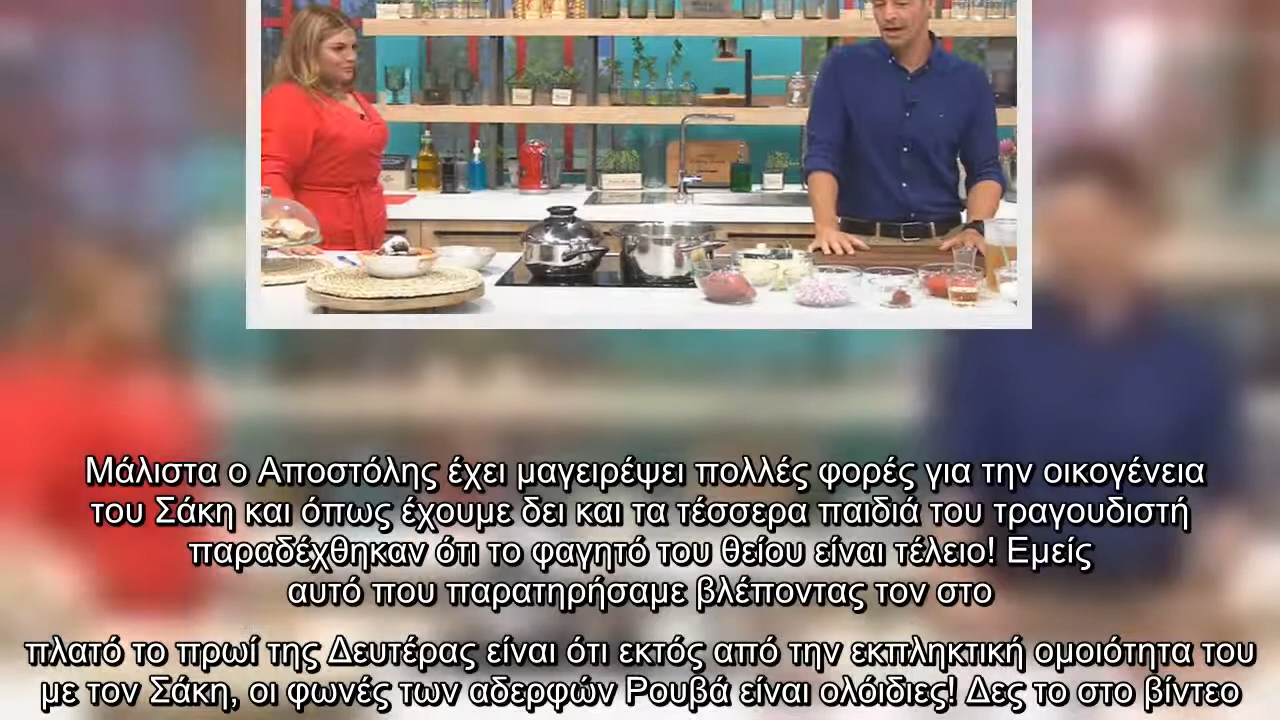 Μάλιστα ο Αποστόλης έχει μαγειρέψει πολλές φορές για την οικογένεια
του Σάκη και όπως έχουμε δει και τα τέσσερα παιδιά του τραγουδιστή
παραδέχθηκαν ότι το φαγητό του θείου είναι τέλειο! Εμείς
αυτό που παρατηρήσαμε βλέποντας τον στο
πλατό το πρωί της Δευτέρας είναι ότι εκτός από την εκπληκτική ομοιότητα του
με τον Σάκη, οι φωνές των αδερφών Ρουβά είναι ολόιδιες! Δες το στο βίντεο